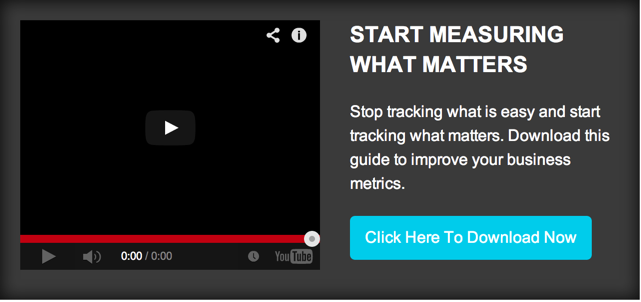 START MEASURING
WHAT MATTERS
Stop tracking what is easy and start
tracking what matters. Download this
guide to improve your business
metrics.
Click Here To Download Now
0:00 / 0:00
YouTube